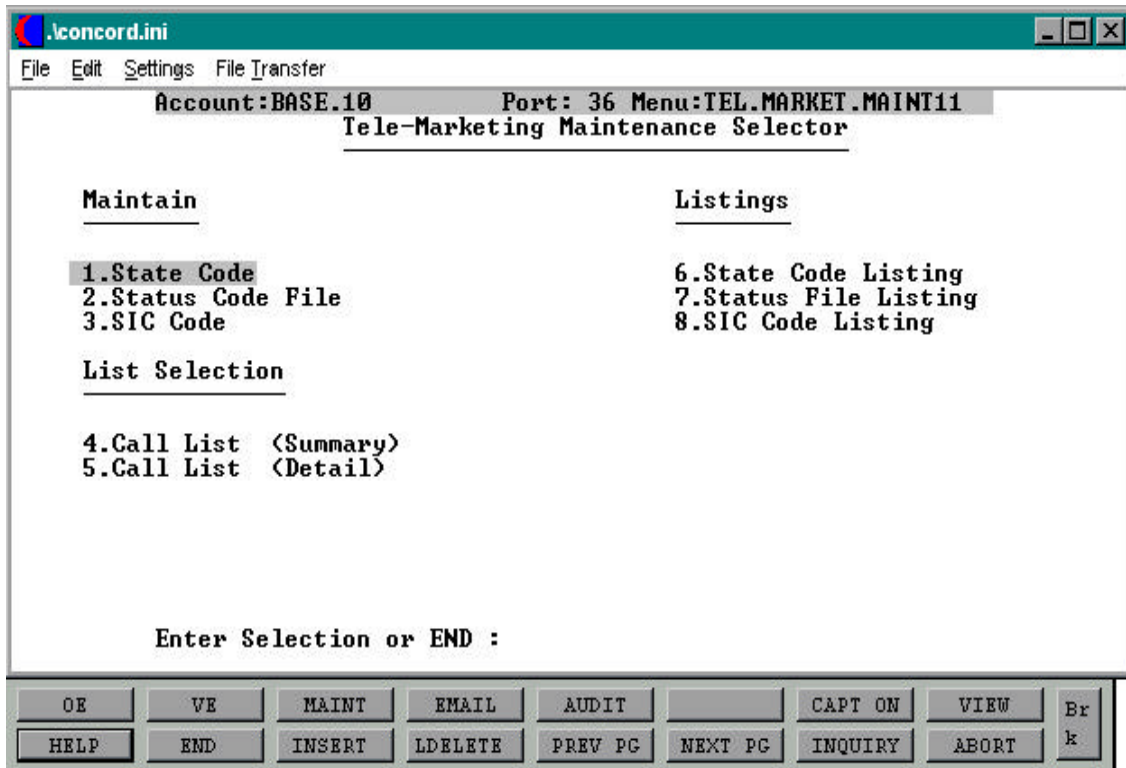 .\concord.ini
File Edit Settings File Transfer
Account:BASE.10 Port: 36 Menu:TEL.MARKET.MAINT11
Tele-Marketing Maintenance Selector
Maintain Listings
1.State Code 6.State Code Listing
2.Status Code File 7.Status File Listing
3.SIC Code 8.SIC Code Listing
List Selection
4.Call List (Summary)
5.Call List (Detail)
Enter Selection or END :
OE VE MAINT EMAIL AUDIT CAPT ON VIEW Br
HELP END INSERT LDELETE PREV PG NEXT PG INQUIRY ABORT k